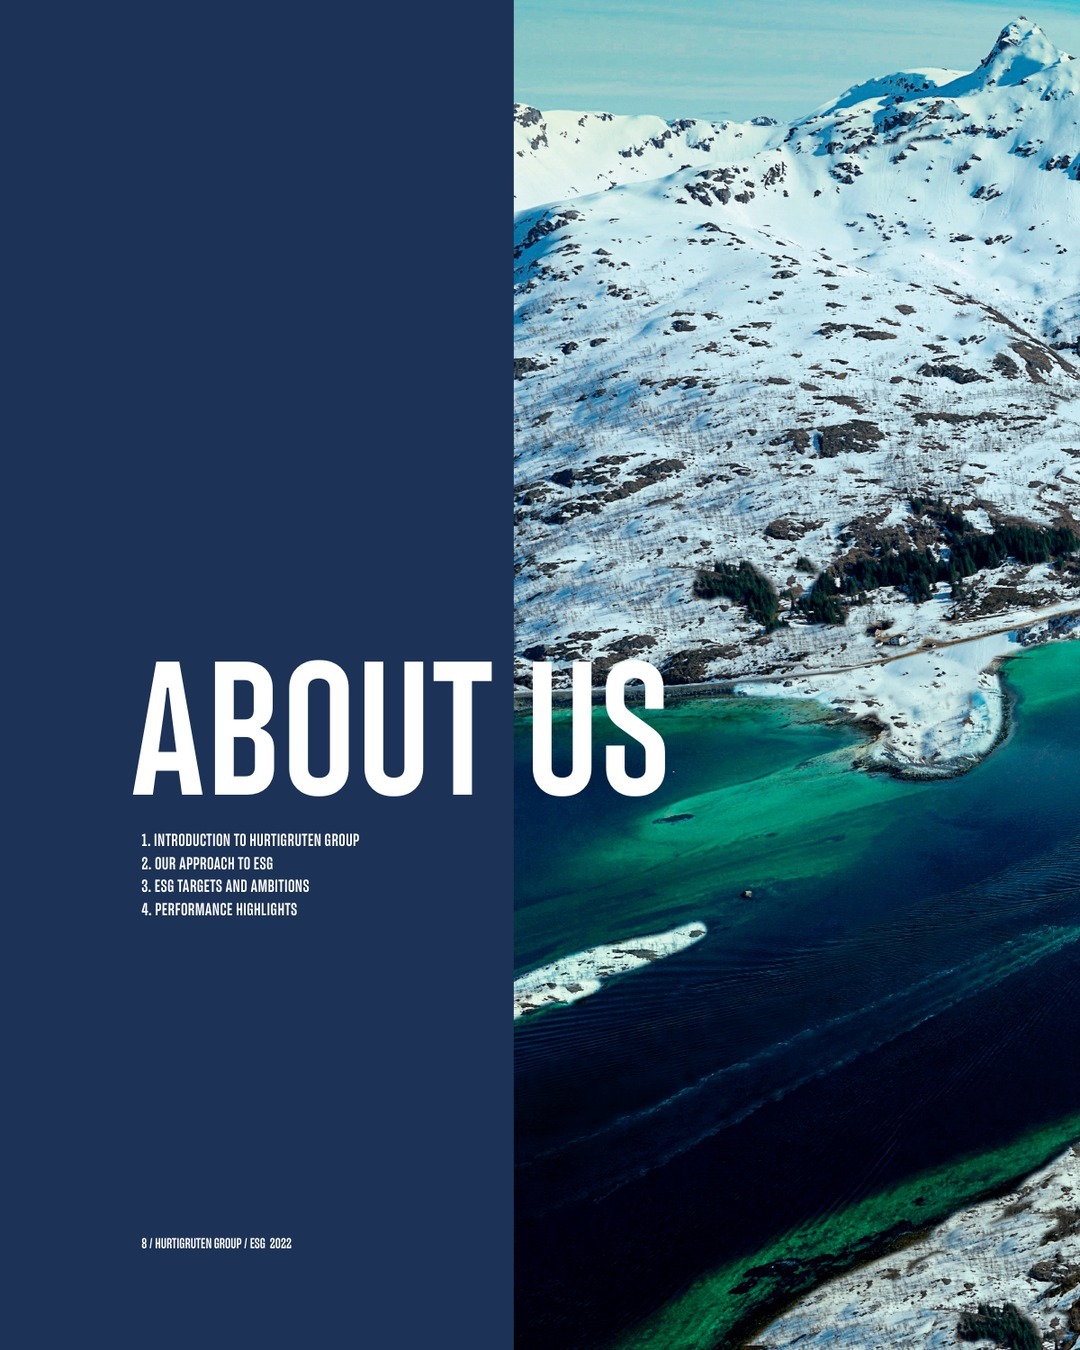 ABOUT US
1. INTRODUCTION TO HURTIGRUTEN GROUP
2. OUR APPROACH TO ESG
3. ESG TARGETS AND AMBITIONS
4. PERFORMANCE HIGHLIGHTS
8 / HURTIGRUTEN GROUP / ESG 2022